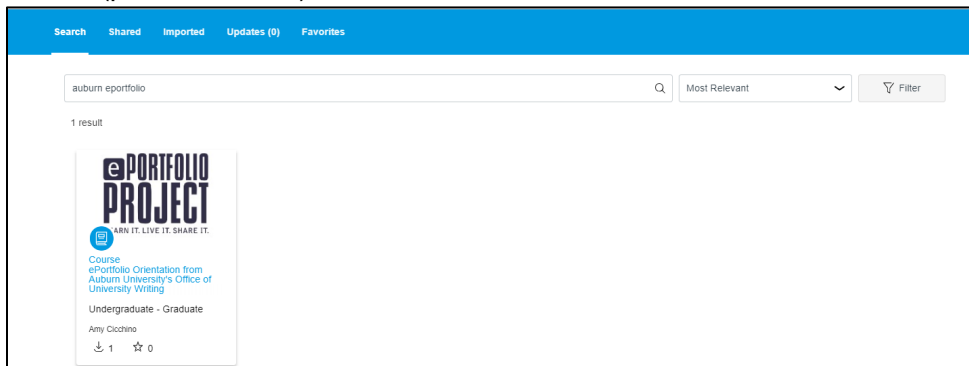 Search Shared Imported Updates (0) Favorites
auburn eportfolio Most Relevant Filter
1 result
ePORTFOLIO
PROJECT
ARN IT. LIVE IT. SHARE IT.
Course
ePortfolio Orientation from
Auburn University's Office of
University Writing
Undergraduate - Graduate
Amy Cicchino
1 0